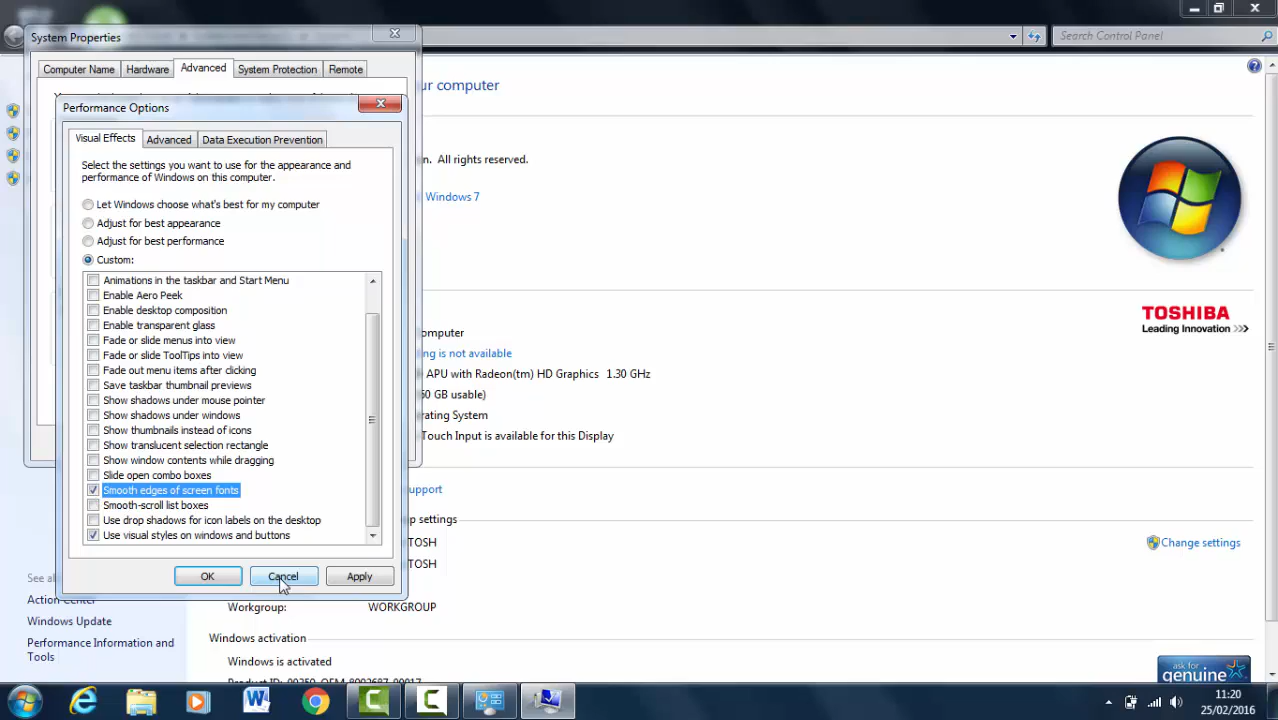 System Properties
Search Control Panel
Computer Name
Hardware
Advanced
System Protection
Remote
Performance Options
Visual Effects
Advanced
Data Execution Prevention
Select the settings you want to use for the appearance and
performance of Windows on this computer.
Let Windows choose what's best for my computer
Adjust for best appearance
Adjust for best performance
Custom:
Animations in the taskbar and Start Menu
Enable Aero Peek
Enable desktop composition
Enable transparent glass
Fade or slide menus into view
Fade or slide ToolTips into view
Fade out menu items after clicking
Save taskbar thumbnail previews
Show shadows under mouse pointer
Show shadows under windows
Show thumbnails instead of icons
Show translucent selection rectangle
Show window contents while dragging
Slide open combo boxes
Smooth edges of screen fonts
Smooth-scroll list boxes
Use drop shadows for icon labels on the desktop
Use visual styles on windows and buttons
OK
Cancel
Apply
ur computer
n. All rights reserved.
Windows 7
TOSHIBA
Leading Innovation >>>
omputer
ng is not available
APU with Radeon(tm) HD Graphics 1.30 GHz
60 GB usable)
rating System
Touch Input is available for this Display
upport
p settings
TOSH
Change settings
TOSH
Workgroup: WORKGROUP
Windows activation
Windows is activated
ask for
genuine
See al
Action Center
Windows Update
Performance Information and
Tools
11:20
25/02/2016